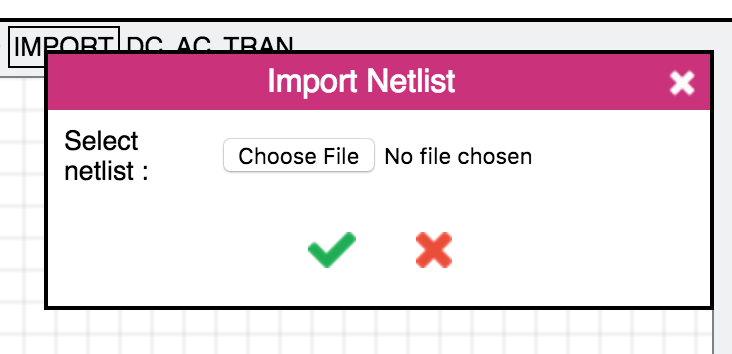 IMPORT DC AC TRAN
Import Netlist
Select
netlist :
Choose File No file chosen